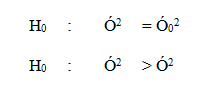 H₀ : Ó² = Ó₀²
H₀ : Ó² > Ó²